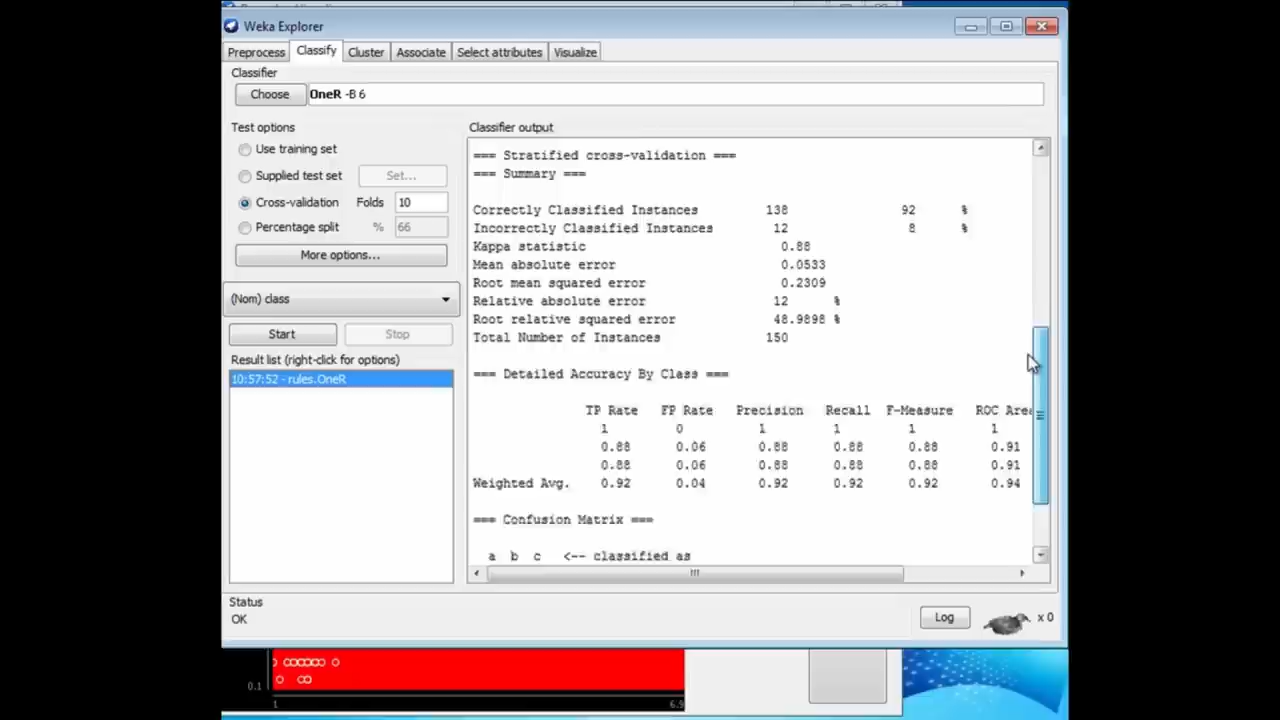 Weka Explorer
Preprocess Classify Cluster Associate Select attributes Visualize
Classifier
Choose OneR -B 6
Test options
Use training set
Supplied test set Set...
Cross-validation Folds 10
Percentage split % 66
More options...
(Nom) class
Start Stop
Result list (right-click for options)
10:57:52 - rules.OneR
Classifier output
=== Stratified cross-validation ===
=== Summary ===
Correctly Classified Instances 138 92 %
Incorrectly Classified Instances 12 8 %
Kappa statistic 0.88
Mean absolute error 0.0533
Root mean squared error 0.2309
Relative absolute error 12 %
Root relative squared error 48.9898 %
Total Number of Instances 150
=== Detailed Accuracy By Class ===
TP Rate FP Rate Precision Recall F-Measure ROC Area
1 0 1 1 1 1
0.88 0.06 0.88 0.88 0.88 0.91
0.88 0.06 0.88 0.88 0.88 0.91
Weighted Avg. 0.92 0.04 0.92 0.92 0.92 0.94
=== Confusion Matrix ===
a b c <-- classified as
Status
OK
Log x 0
0.1
1 6.9